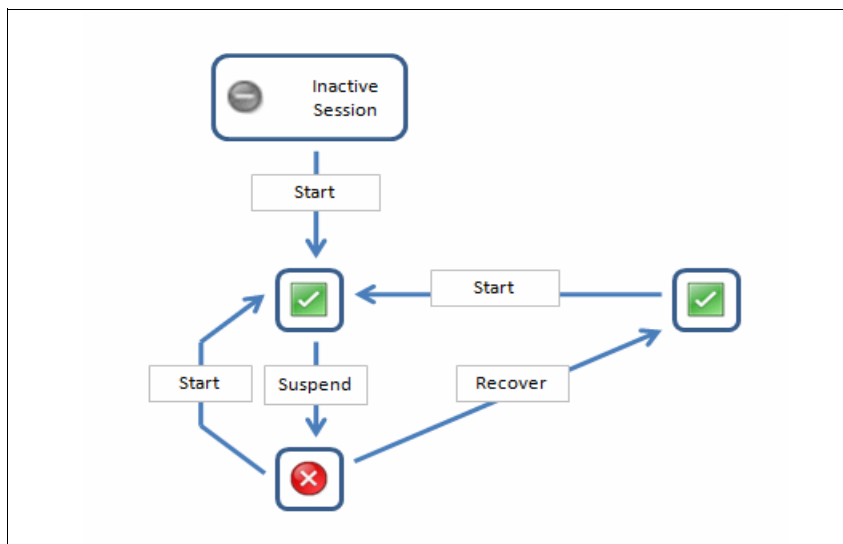 Inactive
Session
Start
Start
Start
Suspend
Recover